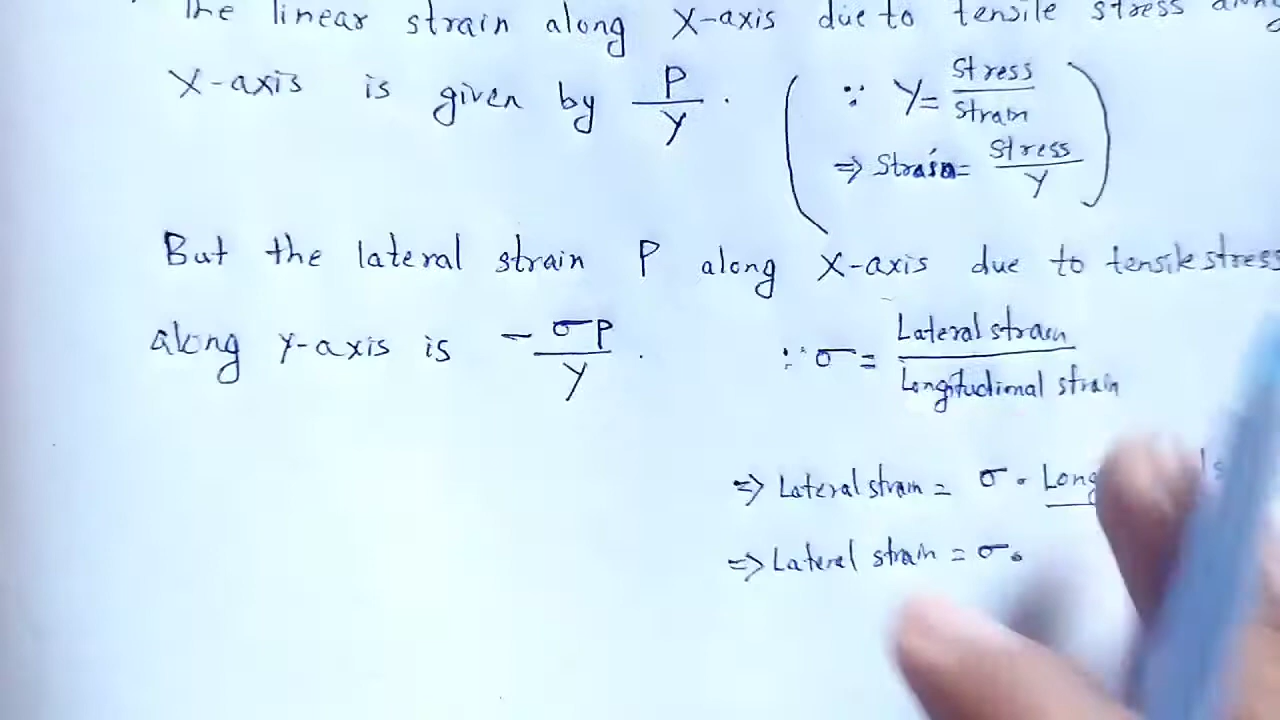 The linear strain along X-axis due to tensile stress along
X-axis is given by P/Y . ( ∵ Y = Stress/Strain
⇒ Strain = Stress/Y )
But the lateral strain P along X-axis due to tensile stress
along Y-axis is - σP/Y . ∵ σ = Lateral strain/Longitudional strain
⇒ Lateral strain = σ . Long
⇒ Lateral strain = σ .